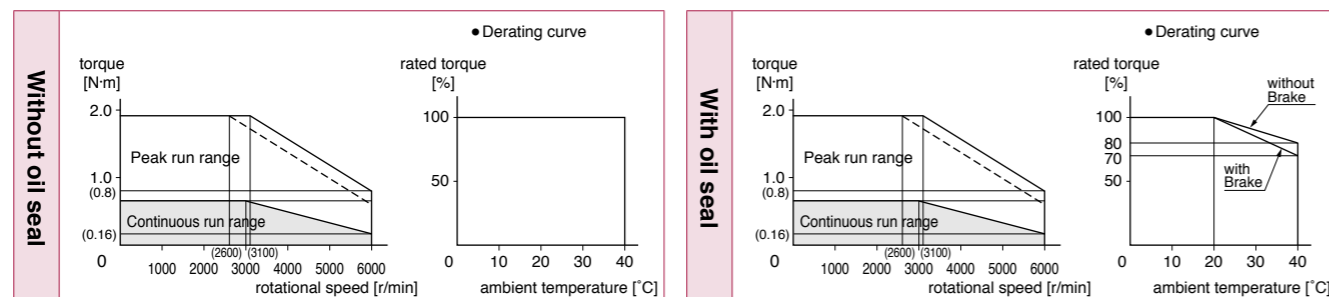 Without oil seal
● Derating curve
torque
[N·m]
2.0
Peak run range
1.0
(0.8)
Continuous run range
(0.16)
0
(2600)
(3100)
1000 2000 3000 4000 5000 6000
rotational speed [r/min]
rated torque
[%]
100
50
0 10 20 30 40
ambient temperature [˚C]
With oil seal
● Derating curve
torque
[N·m]
2.0
Peak run range
1.0
(0.8)
Continuous run range
(0.16)
0
(2600)
(3100)
1000 2000 3000 4000 5000 6000
rotational speed [r/min]
rated torque
[%]
without
Brake
100
80
70
with
Brake
50
0 10 20 30 40
ambient temperature [˚C]